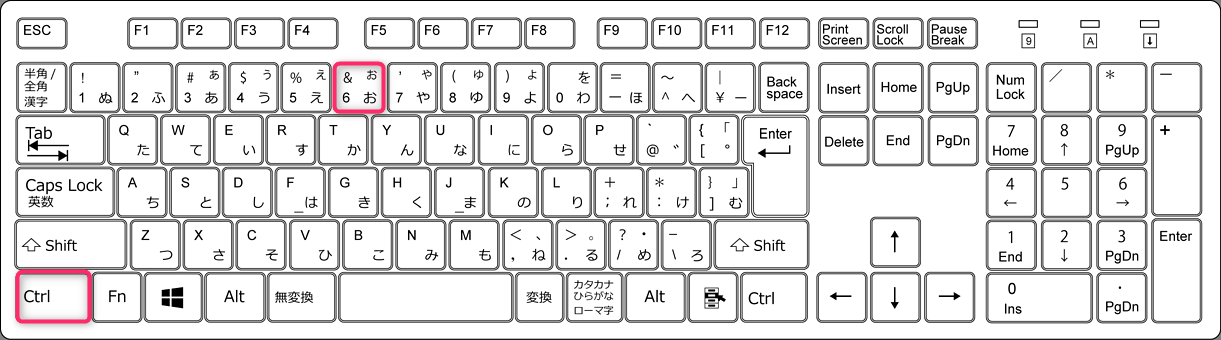 ESC F1 F2 F3 F4 F5 F6 F7 F8 F9 F10 F11 F12 Print Scroll Pause
Screen Lock Break
9 A
半角/ ! " # ぁ $ ぅ % ぇ & ぉ ' ゃ ( ゅ ) ょ を = ～ | Back Insert Home PgUp Num ／ * －
全角
漢字 1 ぬ 2 ふ 3 あ 4 う 5 え 6 お 7 や 8 ゆ 9 よ 0 わ － ほ ^ へ ¥ － space Lock
Tab Q W E R T Y U I O P ` { 「 Enter Delete End PgDn 7 8 9 +
た て い す か ん な に ら せ @ ゛ [ ° Home ↑ PgUp
Caps Lock A S D F G H J K L + * } 」 4 5 6
英数 ち と し _は き く _ま の り ; れ : け ] む ← →
Shift Z X C V B N M < 、 > 。 ? ・ _ Shift ↑ 1 2 3 Enter
つ さ そ ひ こ み も , ね . る / め \ ろ End ↓ PgDn
Ctrl Fn Alt 無変換 変換 カタカナ Alt Ctrl ← ↓ → 0 .
ひらがな
ローマ字 Ins PgDn